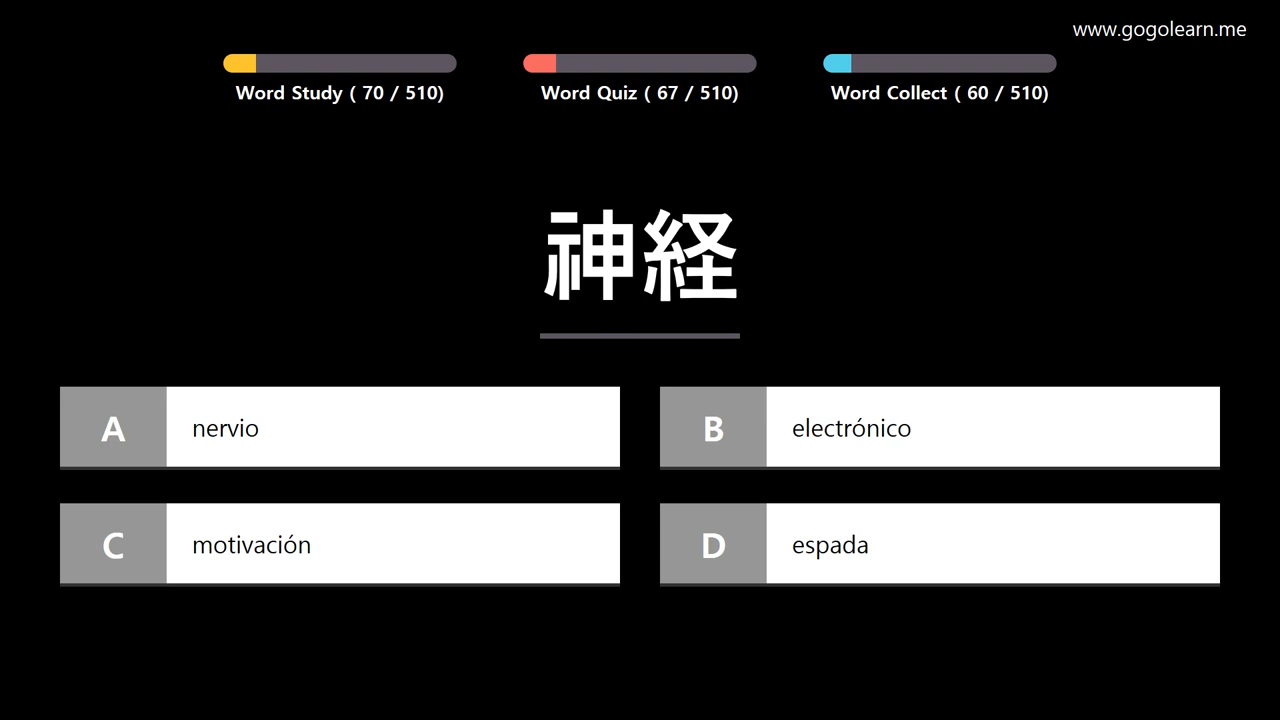 www.gogolearn.me
Word Study ( 70 / 510)
Word Quiz ( 67 / 510)
Word Collect ( 60 / 510)
神経
A nervio
B electrónico
C motivación
D espada